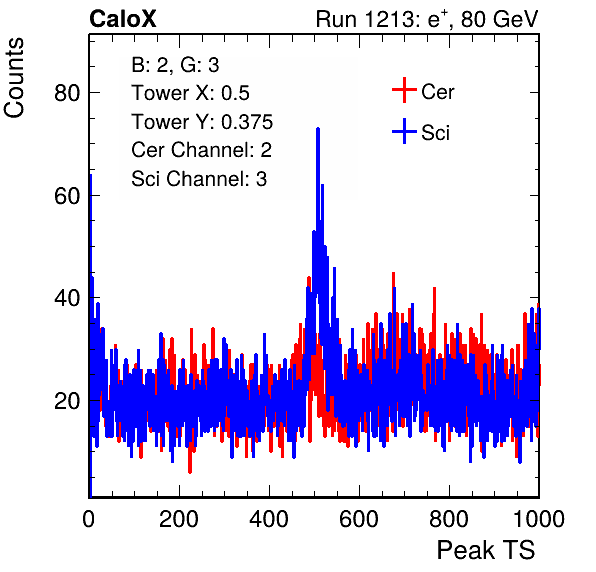 CaloX
Run 1213: e+, 80 GeV
Counts
B: 2, G: 3
Tower X: 0.5
Tower Y: 0.375
Cer Channel: 2
Sci Channel: 3
Cer
Sci
80
60
40
20
0 200 400 600 800 1000
Peak TS